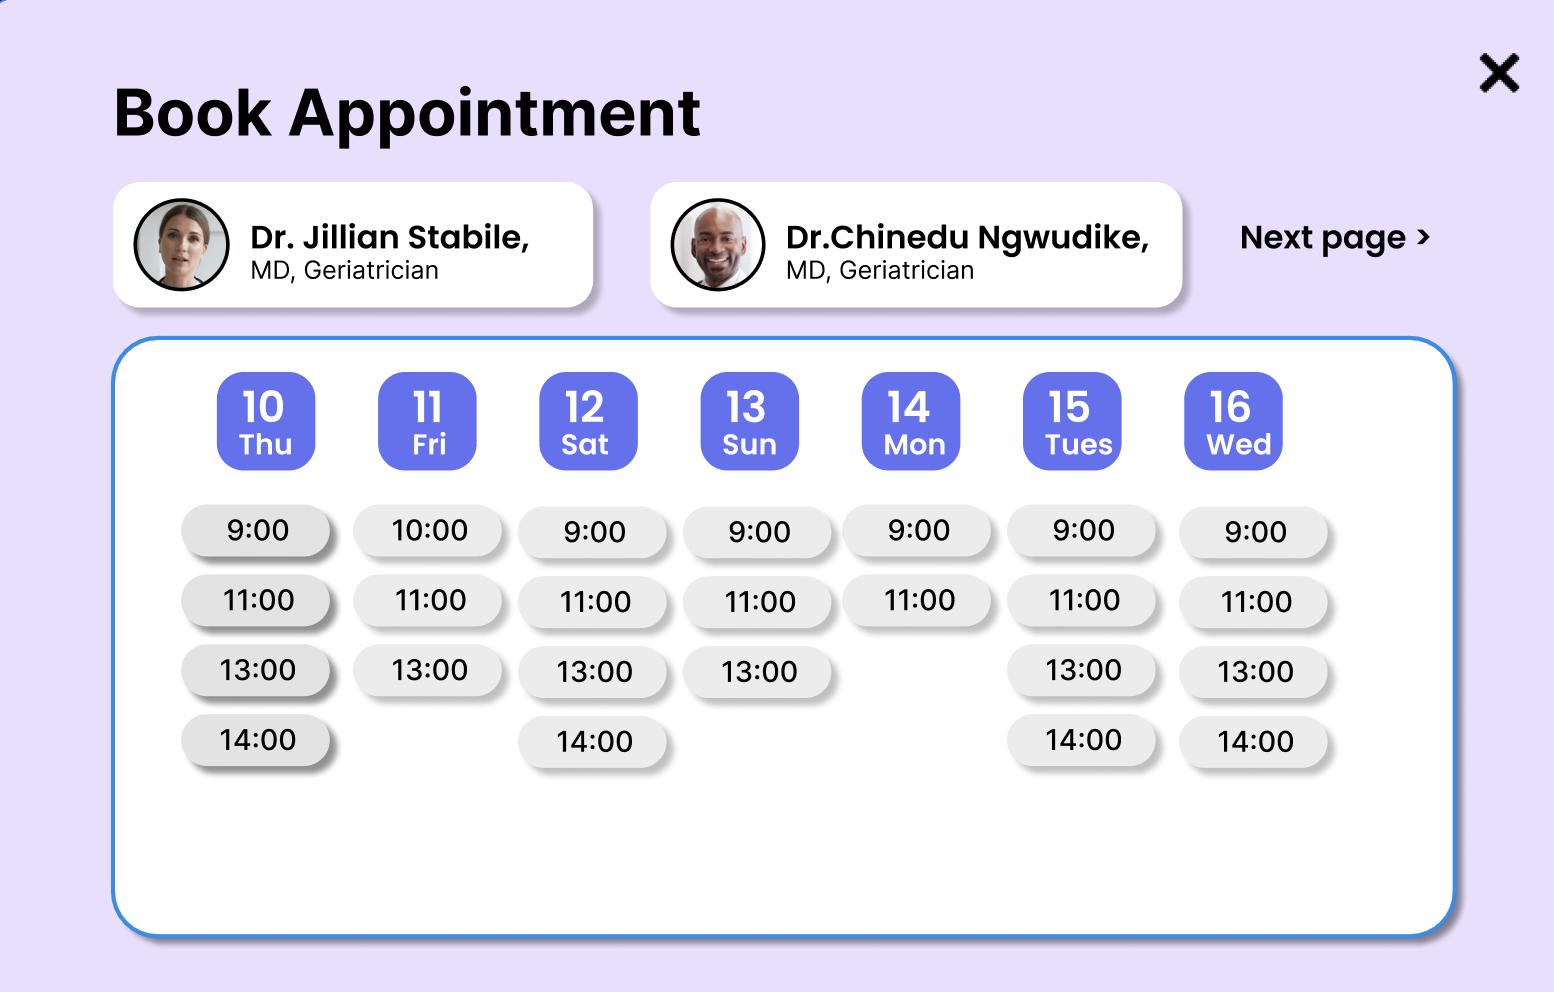 Book Appointment
Dr. Jillian Stabile,
MD, Geriatrician
Dr.Chinedu Ngwudike,
MD, Geriatrician
Next page >
10 11 12 13 14 15 16
Thu Fri Sat Sun Mon Tues Wed
9:00 10:00 9:00 9:00 9:00 9:00 9:00
11:00 11:00 11:00 11:00 11:00 11:00 11:00
13:00 13:00 13:00 13:00 13:00 13:00
14:00 14:00 14:00 14:00